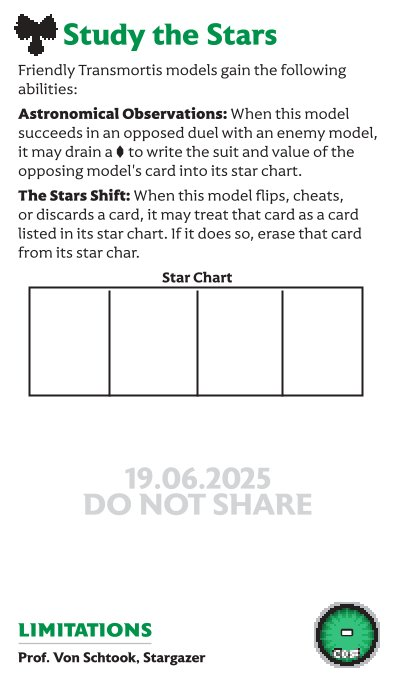 Study the Stars
Friendly Transmortis models gain the following
abilities:
Astronomical Observations: When this model
succeeds in an opposed duel with an enemy model,
it may drain a to write the suit and value of the
opposing model's card into its star chart.
The Stars Shift: When this model flips, cheats,
or discards a card, it may treat that card as a card
listed in its star chart. If it does so, erase that card
from its star char.
Star Chart
19.06.2025
DO NOT SHARE
LIMITATIONS
Prof. Von Schtook, Stargazer